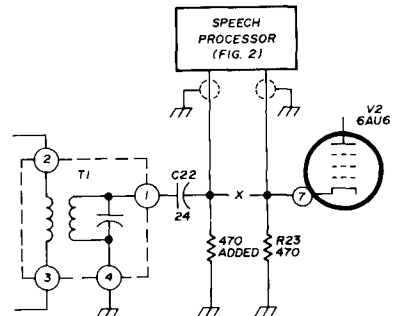 SPEECH
PROCESSOR
(FIG. 2)
V2
6AU6
2
T1
1
C22
24
X
7
3
4
470
ADDED
R23
470